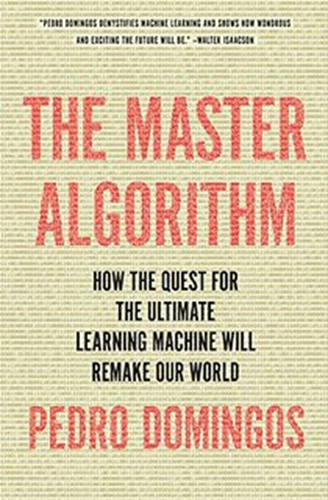 "PEDRO DOMINGOS DEMYSTIFIES MACHINE LEARNING AND SHOWS HOW WONDROUS
AND EXCITING THE FUTURE WILL BE." –WALTER ISAACSON
THE MASTER
ALGORITHM
HOW THE QUEST FOR
THE ULTIMATE
LEARNING MACHINE WILL
REMAKE OUR WORLD
PEDRO DOMINGOS